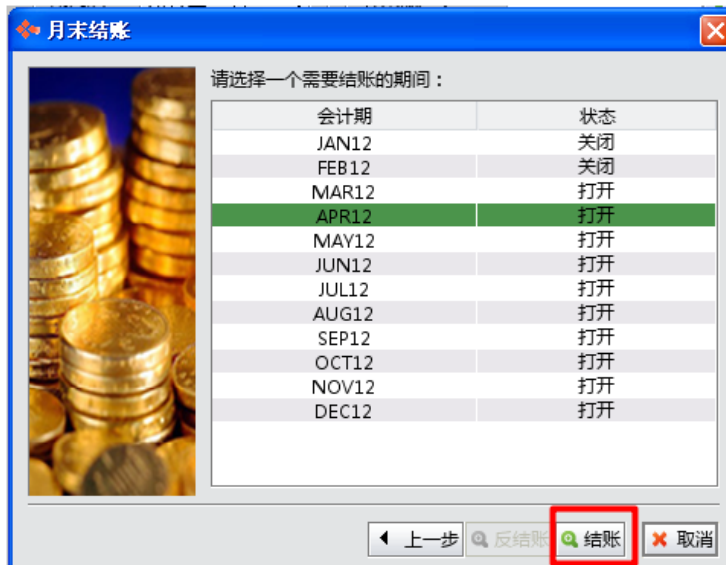 月末结账
请选择一个需要结账的期间：
会计期 状态
JAN12 关闭
FEB12 关闭
MAR12 打开
APR12 打开
MAY12 打开
JUN12 打开
JUL12 打开
AUG12 打开
SEP12 打开
OCT12 打开
NOV12 打开
DEC12 打开
上一步 反结账 结账 取消